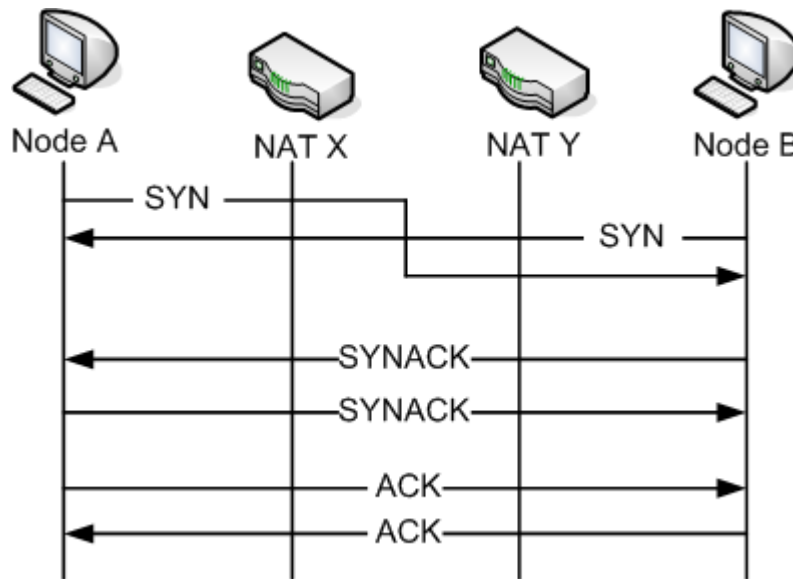 Node A
NAT X
NAT Y
Node B
SYN
SYN
SYNACK
SYNACK
ACK
ACK